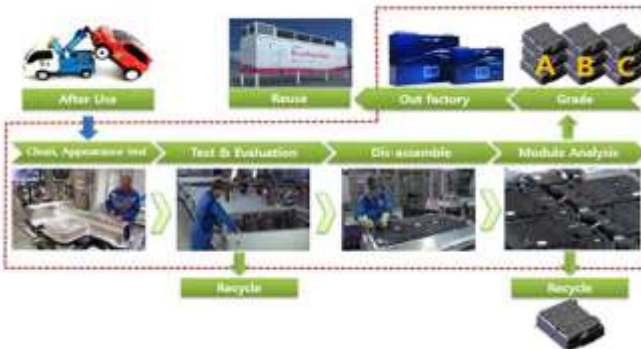 After Use
Reuse
Out factory
Grade
A B C
Clean, Appearance test
Test & Evaluation
Dis-assemble
Module Analysis
Recycle
Recycle